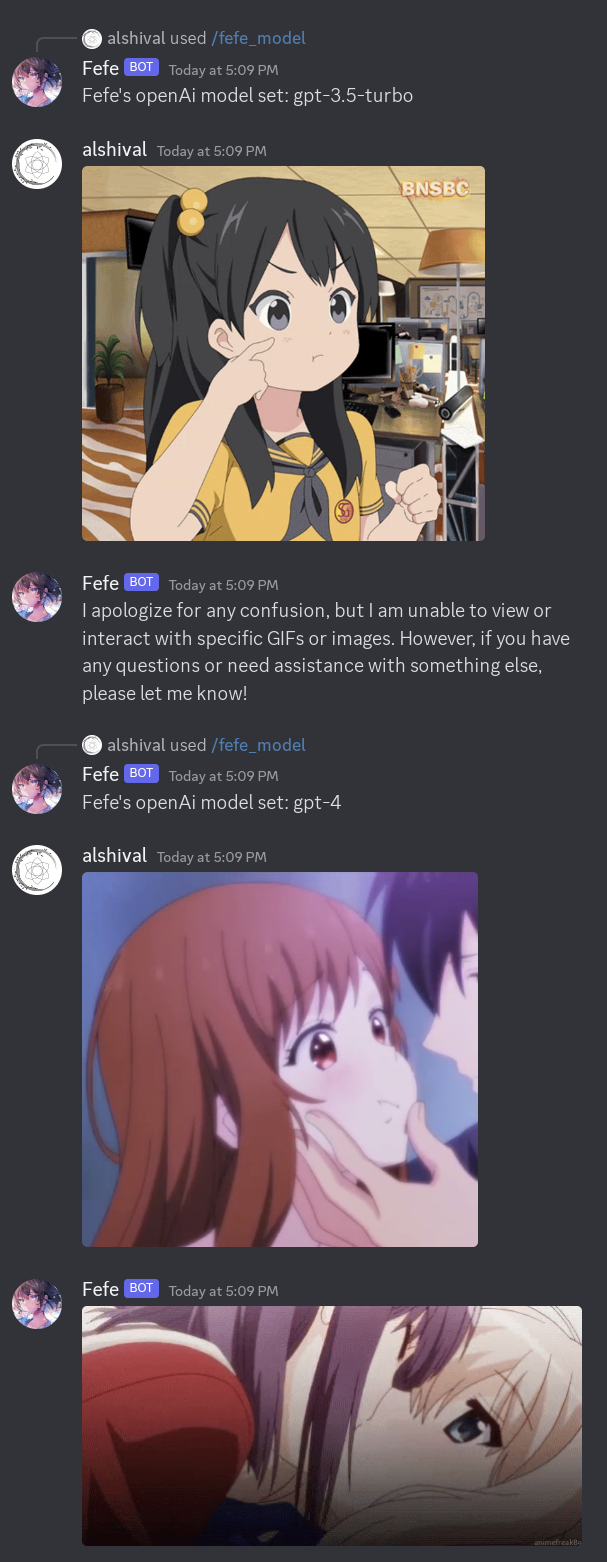 alshival used /fefe_model
Fefe BOT Today at 5:09 PM
Fefe's openAi model set: gpt-3.5-turbo
alshival Today at 5:09 PM
BNSBC
Fefe BOT Today at 5:09 PM
I apologize for any confusion, but I am unable to view or
interact with specific GIFs or images. However, if you have
any questions or need assistance with something else,
please let me know!
alshival used /fefe_model
Fefe BOT Today at 5:09 PM
Fefe's openAi model set: gpt-4
alshival Today at 5:09 PM
Fefe BOT Today at 5:09 PM